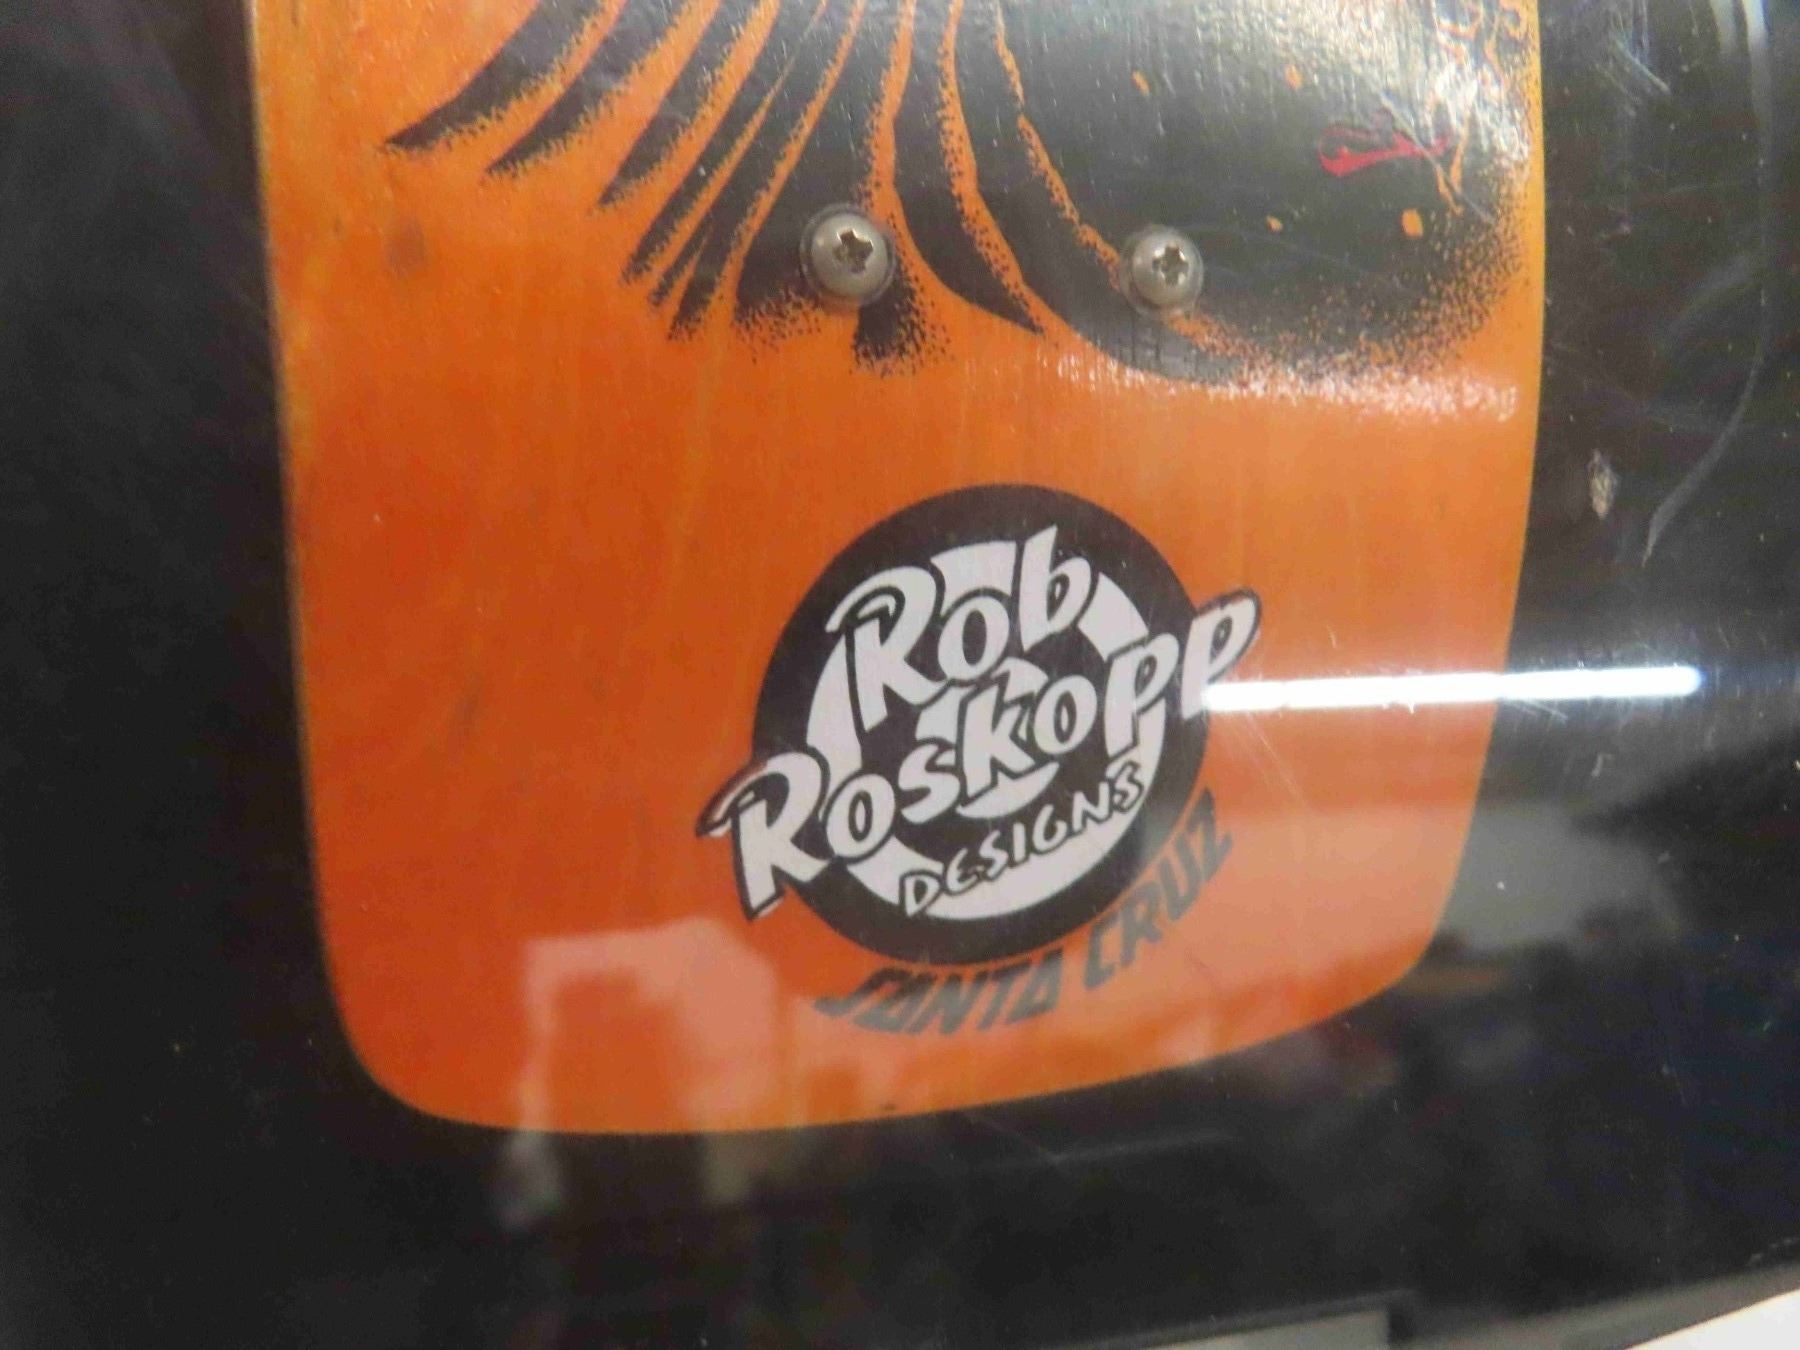 Rob
Roskopp
DESIGNS
SANTA CRUZ